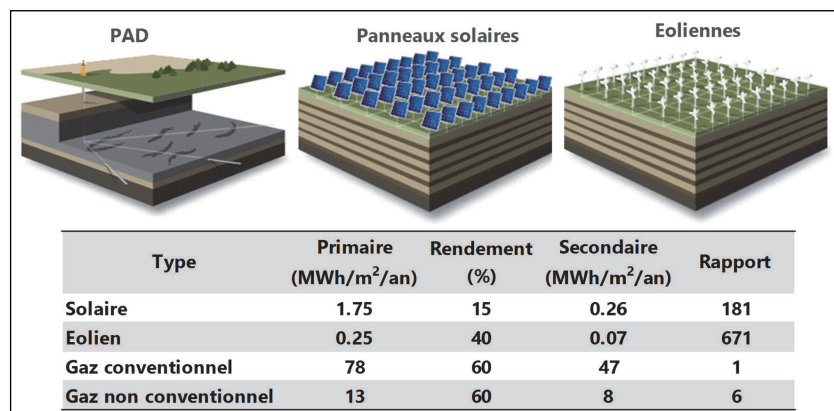 PAD
Panneaux solaires
Eoliennes
Type Primaire (MWh/m²/an) Rendement (%) Secondaire (MWh/m²/an) Rapport
Solaire 1.75 15 0.26 181
Eolien 0.25 40 0.07 671
Gaz conventionnel 78 60 47 1
Gaz non conventionnel 13 60 8 6